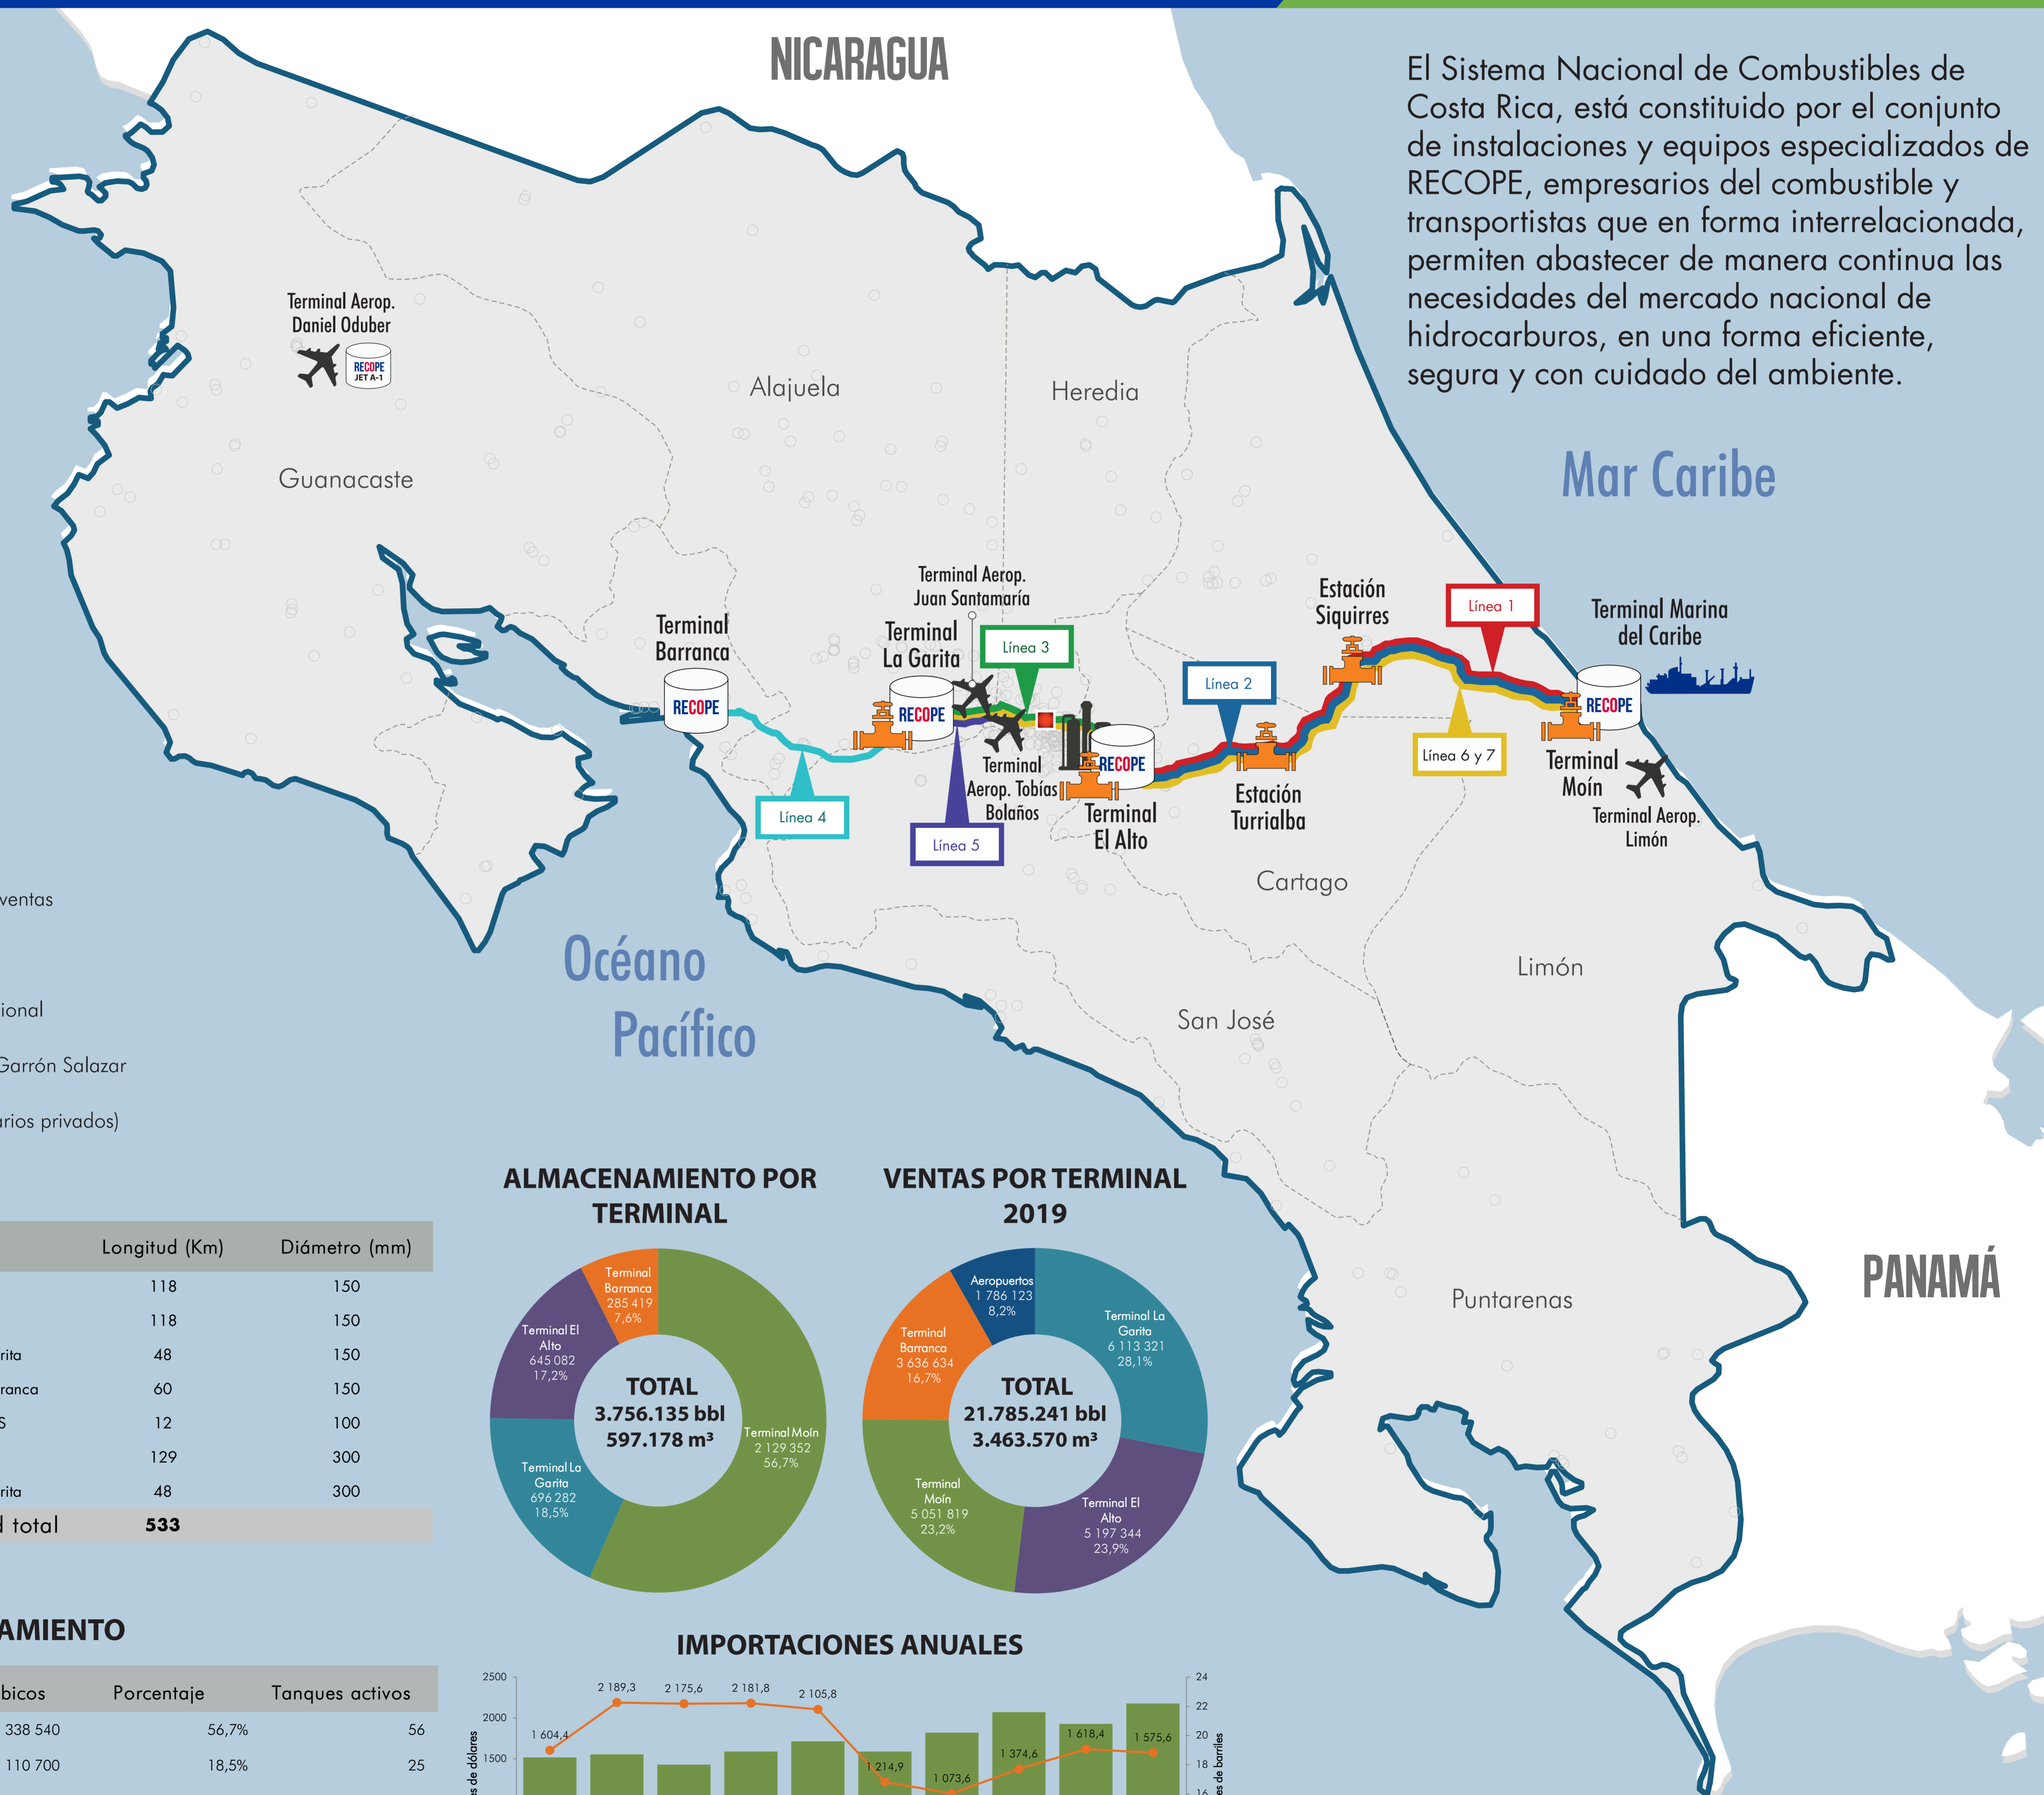 NICARAGUA
El Sistema Nacional de Combustibles de
Costa Rica, está constituido por el conjunto
de instalaciones y equipos especializados de
RECOPE, empresarios del combustible y
transportistas que en forma interrelacionada,
permiten abastecer de manera continua las
necesidades del mercado nacional de
hidrocarburos, en una forma eficiente,
segura y con cuidado del ambiente.
Terminal Aerop.
Daniel Oduber
RECOPE
JET A-1
Alajuela
Heredia
Guanacaste
Mar Caribe
Terminal Aerop.
Juan Santamaría
Terminal
Barranca
RECOPE
Terminal
La Garita
RECOPE
Línea 3
Línea 2
Estación
Siquirres
Línea 1
Terminal Marina
del Caribe
RECOPE
Línea 4
Línea 5
Terminal
Aerop. Tobías
Bolaños
RECOPE
Terminal
El Alto
Estación
Turrialba
Línea 6 y 7
Terminal
Moín
Terminal Aerop.
Limón
Cartago
Limón
San José
Océano
Pacífico
Puntarenas
PANAMÁ
ventas
ional
Garrón Salazar
arios privados)
Longitud (Km) Diámetro (mm)
118 150
118 150
rita 48 150
ranca 60 150
S 12 100
129 300
rita 48 300
d total 533
ALMACENAMIENTO POR
TERMINAL
Terminal
Barranca
285 419
7,6%
Terminal El
Alto
645 082
17,2%
TOTAL
3.756.135 bbl
597.178 m³
Terminal Moín
2 129 352
56,7%
Terminal La
Garita
696 282
18,5%
VENTAS POR TERMINAL
2019
Aeropuertos
1 786 123
8,2%
Terminal La
Garita
6 113 321
28,1%
Terminal
Barranca
3 636 634
16,7%
TOTAL
21.785.241 bbl
3.463.570 m³
Terminal
Moín
5 051 819
23,2%
Terminal El
Alto
5 197 344
23,9%
AMIENTO
bicos Porcentaje Tanques activos
338 540 56,7% 56
110 700 18,5% 25
IMPORTACIONES ANUALES
2500
2000
1500
es de dólares
1 604,4
2 189,3
2 175,6
2 181,8
2 105,8
1 214,9
1 073,6
1 374,6
1 618,4
1 575,6
24
22
20
18
16
es de barriles